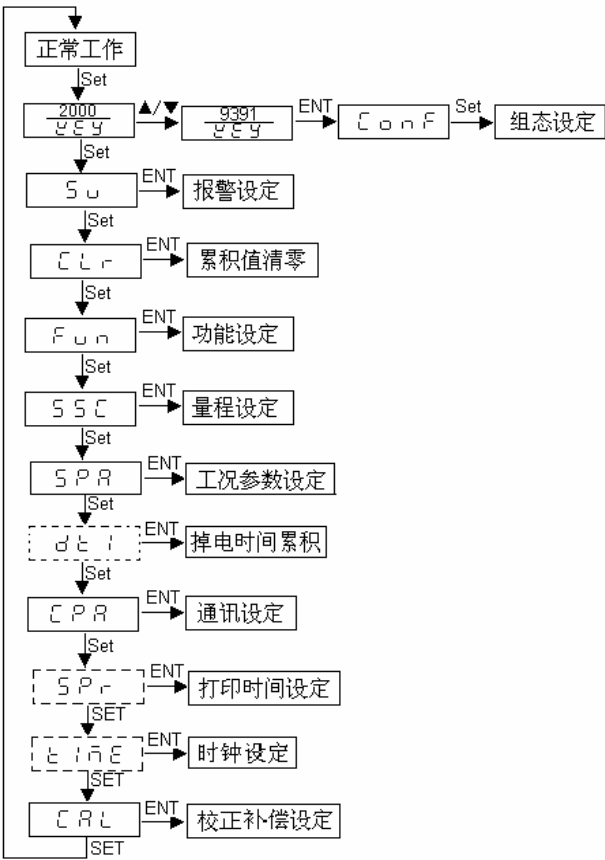 正常工作
Set
2000 ▲/▼ 9391 ENT Set
YEY YEY ConF 组态设定
Set
Su ENT 报警设定
Set
CLr ENT 累积值清零
Set
Fun ENT 功能设定
Set
SSC ENT 量程设定
Set
SPA ENT 工况参数设定
Set
dt1 ENT 掉电时间累积
Set
CPA ENT 通讯设定
Set
SPr ENT 打印时间设定
SET
tIME ENT 时钟设定
SET
CAL ENT 校正补偿设定
SET